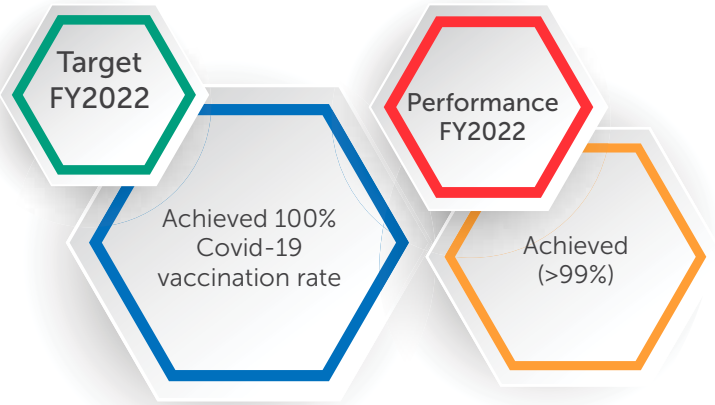 Target
FY2022
Achieved 100%
Covid-19
vaccination rate
Performance
FY2022
Achieved
(>99%)